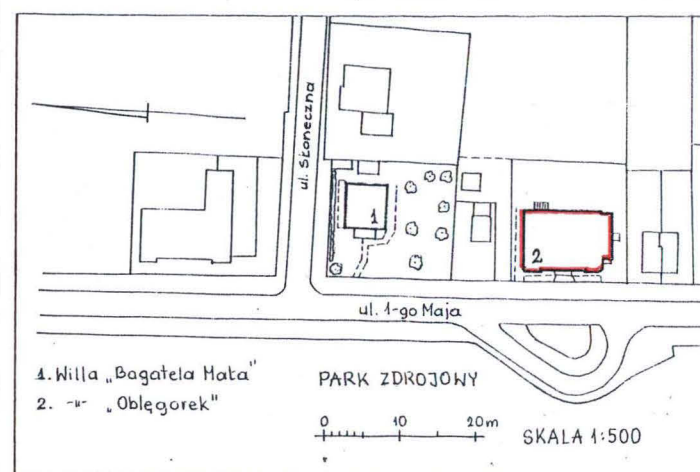 ul. Słoneczna
1
2
ul. 1-go Maja
1. Willa „Bagatela Mała"
2. -"- „Oblęgorek"
PARK ZDROJOWY
0 10 20m
SKALA 1:500